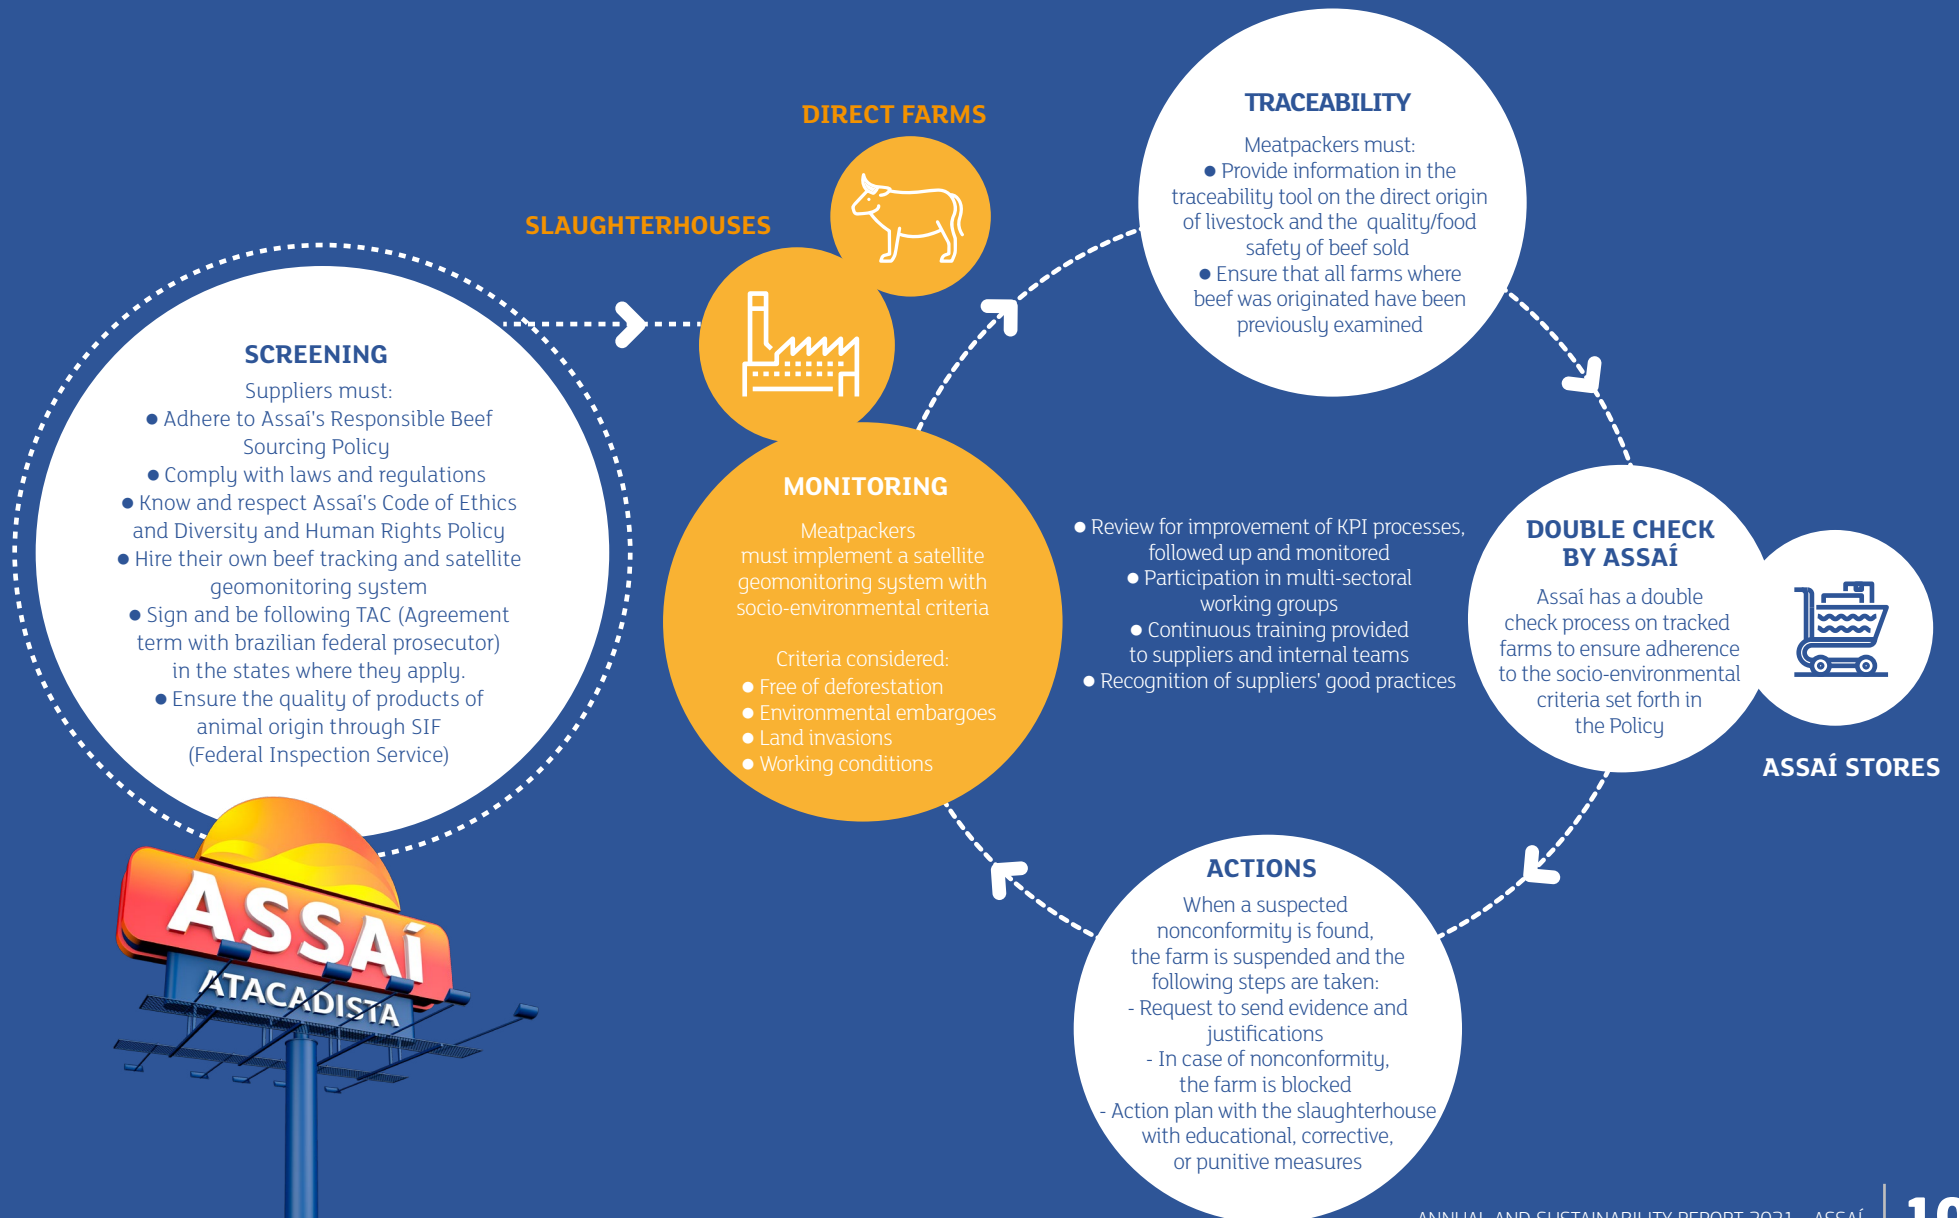 SCREENING
Suppliers must:
● Adhere to Assaí's Responsible Beef
Sourcing Policy
● Comply with laws and regulations
● Know and respect Assaí's Code of Ethics
and Diversity and Human Rights Policy
● Hire their own beef tracking and satellite
geomonitoring system
● Sign and be following TAC (Agreement
term with brazilian federal prosecutor)
in the states where they apply.
● Ensure the quality of products of
animal origin through SIF
(Federal Inspection Service)
ASSAÍ
ATACADISTA
SLAUGHTERHOUSES
DIRECT FARMS
MONITORING
Meatpackers
must implement a satellite
geomonitoring system with
socio-environmental criteria
Criteria considered:
● Free of deforestation
● Environmental embargoes
● Land invasions
● Working conditions
TRACEABILITY
Meatpackers must:
● Provide information in the
traceability tool on the direct origin
of livestock and the quality/food
safety of beef sold
● Ensure that all farms where
beef was originated have been
previously examined
● Review for improvement of KPI processes,
followed up and monitored
● Participation in multi-sectoral
working groups
● Continuous training provided
to suppliers and internal teams
● Recognition of suppliers' good practices
DOUBLE CHECK
BY ASSAÍ
Assaí has a double
check process on tracked
farms to ensure adherence
to the socio-environmental
criteria set forth in
the Policy
ASSAÍ STORES
ACTIONS
When a suspected
nonconformity is found,
the farm is suspended and the
following steps are taken:
- Request to send evidence and
justifications
- In case of nonconformity,
the farm is blocked
- Action plan with the slaughterhouse
with educational, corrective,
or punitive measures
ANNUAL AND SUSTAINABILITY REPORT 2021 - ASSAÍ